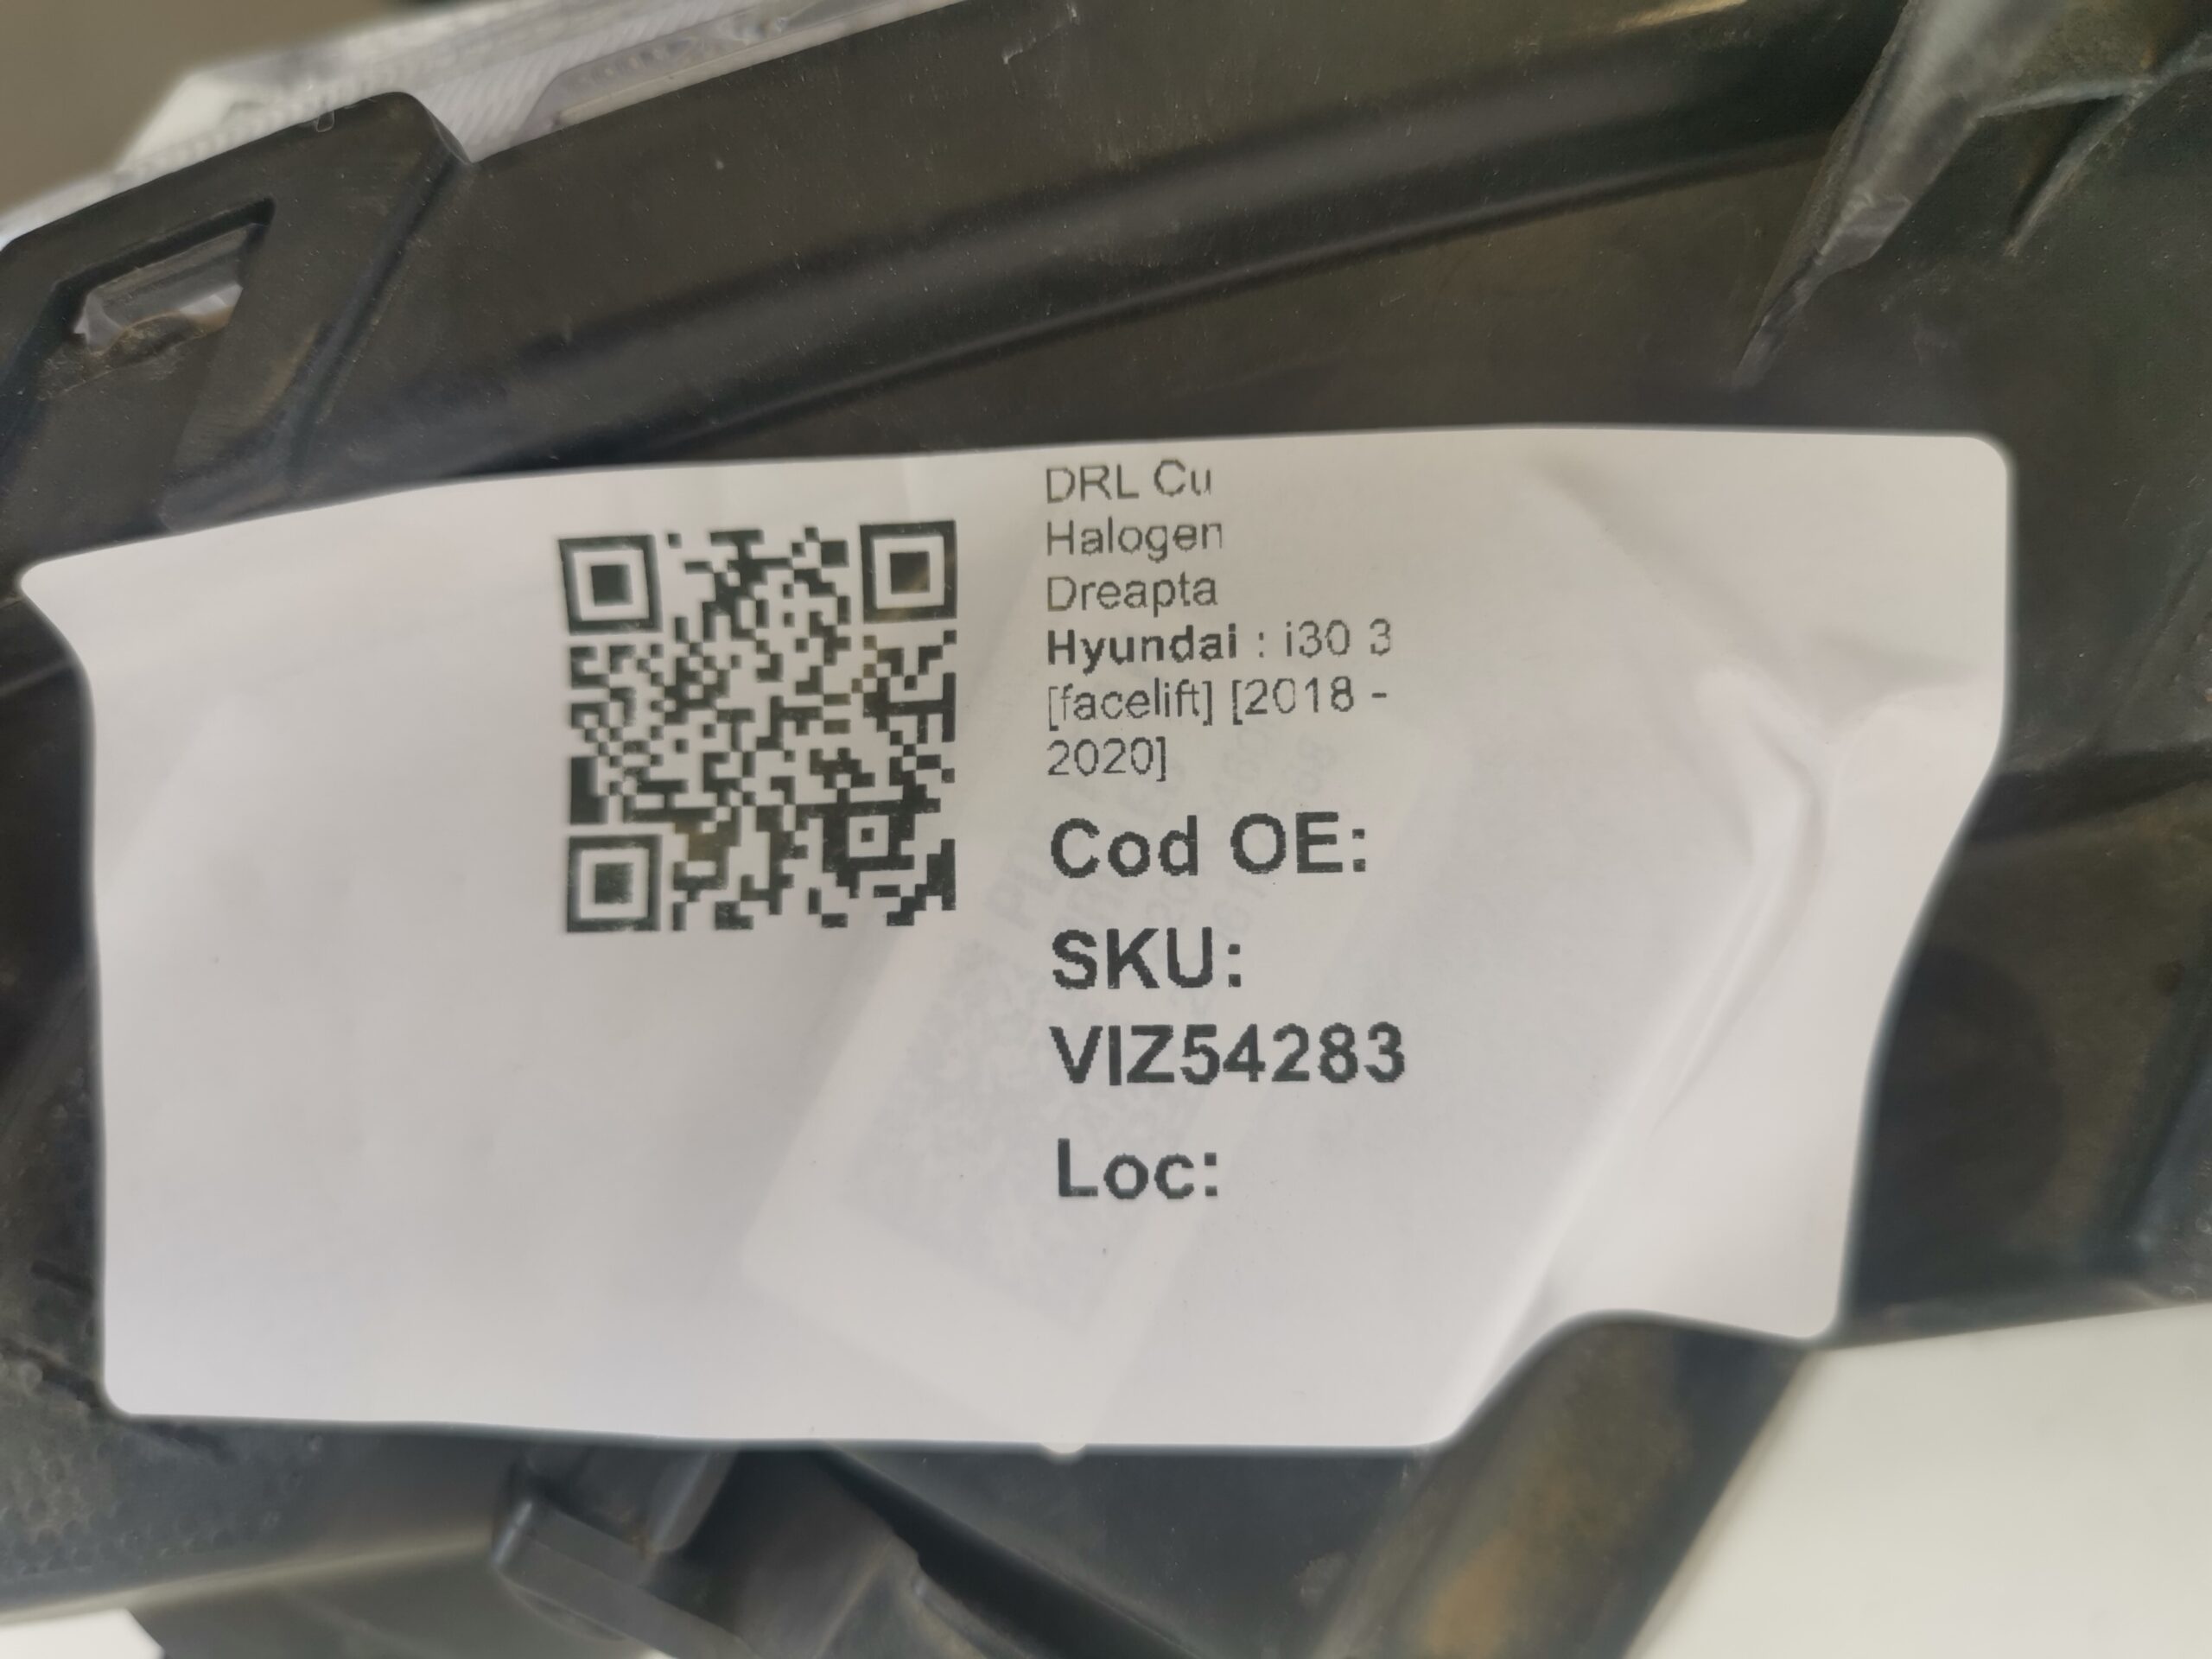 DRL Cu
Halogen
Dreapta
Hyundai : i30 3
[facelift] [2018 -
2020]
Cod OE:
SKU:
VIZ54283
Loc: